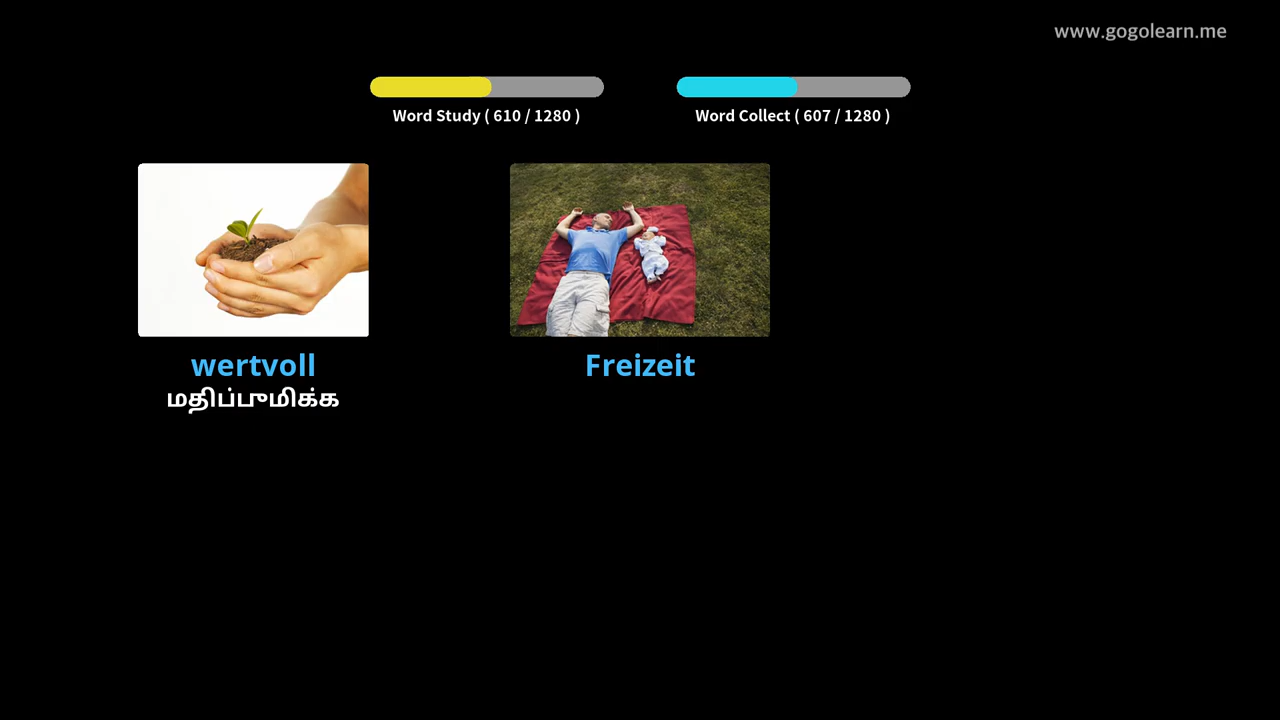 www.gogolearn.me
Word Study ( 610 / 1280 )
Word Collect ( 607 / 1280 )
wertvoll
Freizeit
மதிப்புமிக்க